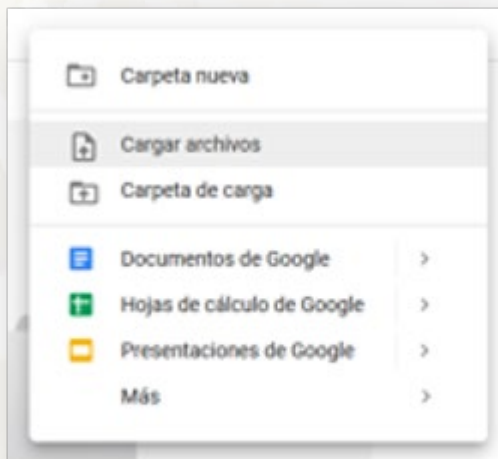 Carpeta nueva
Cargar archivos
Carpeta de carga
Documentos de Google
Hojas de cálculo de Google
Presentaciones de Google
Más